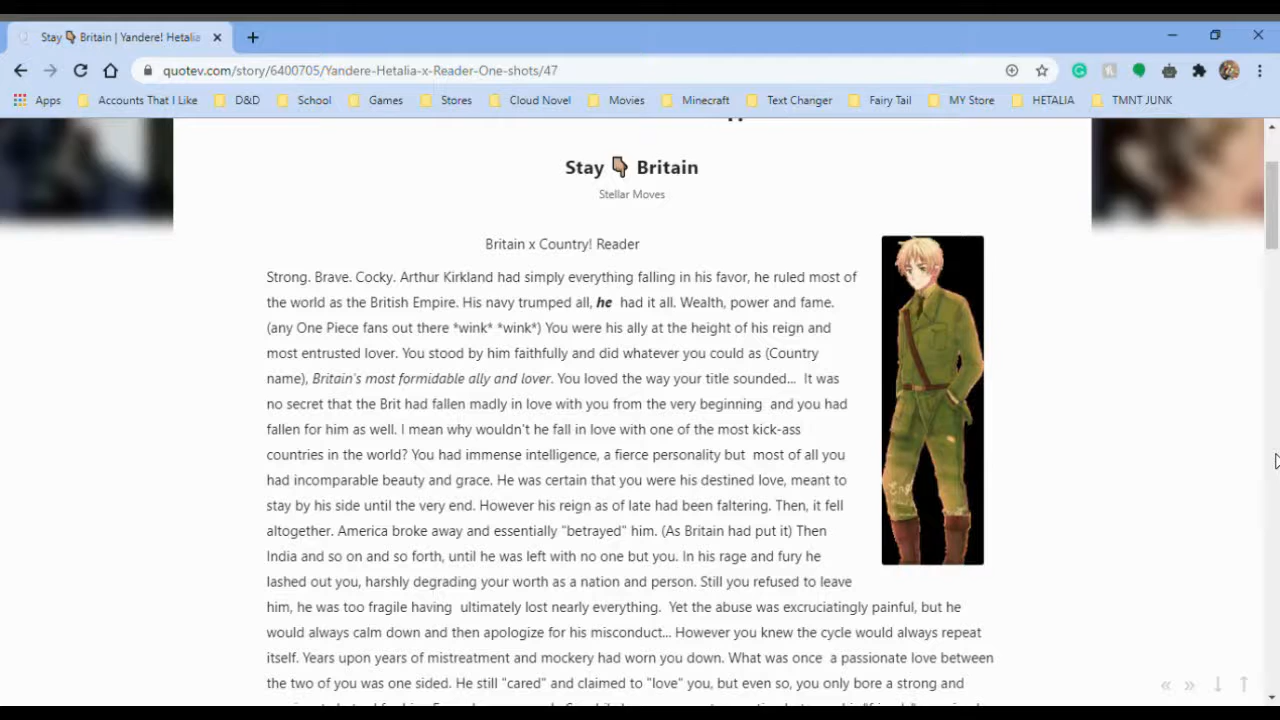 Stay 👇🏽 Britain | Yandere! Hetalia
quotev.com/story/6400705/Yandere-Hetalia-x-Reader-One-shots/47
Apps Accounts That I Like D&D School Games Stores Cloud Novel Movies Minecraft Text Changer Fairy Tail MY Store HETALIA TMNT JUNK
Stay 👇🏽 Britain
Stellar Moves
Britain x Country! Reader
Strong. Brave. Cocky. Arthur Kirkland had simply everything falling in his favor, he ruled most of
the world as the British Empire. His navy trumped all, he had it all. Wealth, power and fame.
(any One Piece fans out there *wink* *wink*) You were his ally at the height of his reign and
most entrusted lover. You stood by him faithfully and did whatever you could as (Country
name), Britain's most formidable ally and lover. You loved the way your title sounded... It was
no secret that the Brit had fallen madly in love with you from the very beginning and you had
fallen for him as well. I mean why wouldn't he fall in love with one of the most kick-ass
countries in the world? You had immense intelligence, a fierce personality but most of all you
had incomparable beauty and grace. He was certain that you were his destined love, meant to
stay by his side until the very end. However his reign as of late had been faltering. Then, it fell
altogether. America broke away and essentially "betrayed" him. (As Britain had put it) Then
India and so on and so forth, until he was left with no one but you. In his rage and fury he
lashed out you, harshly degrading your worth as a nation and person. Still you refused to leave
him, he was too fragile having ultimately lost nearly everything. Yet the abuse was excruciatingly painful, but he
would always calm down and then apologize for his misconduct... However you knew the cycle would always repeat
itself. Years upon years of mistreatment and mockery had worn you down. What was once a passionate love between
the two of you was one sided. He still "cared" and claimed to "love" you, but even so, you only bore a strong and